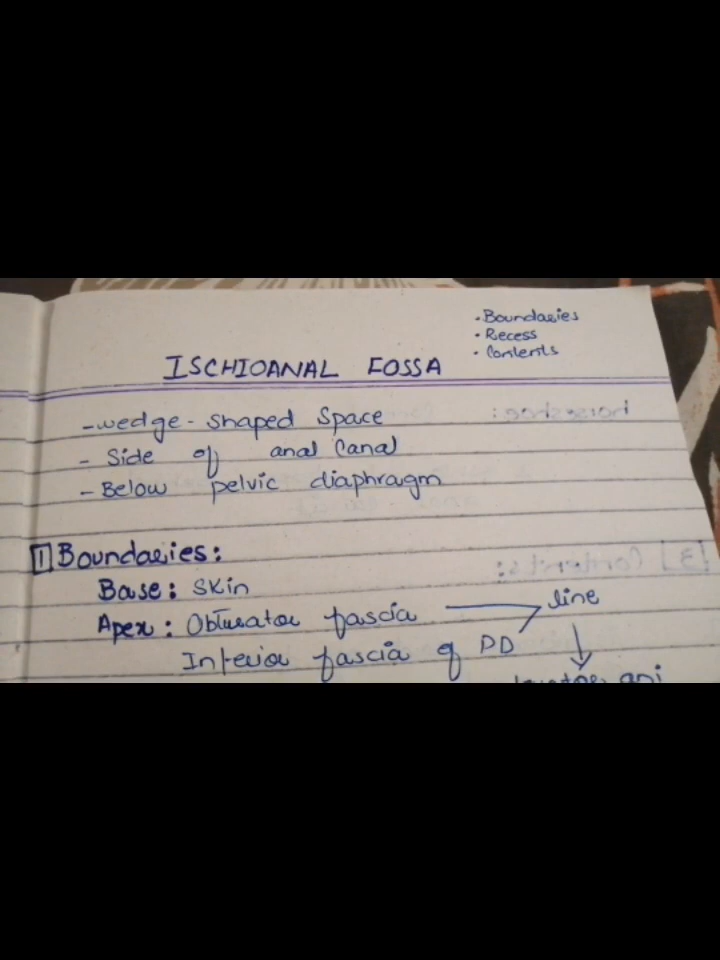 • Boundaries
• Recess
• Contents
ISCHIOANAL FOSSA
- wedge - shaped Space
- Side of anal Canal
- Below pelvic diaphragm
1 Boundaries:
Base: Skin
Apex: Obturator fascia line
Inferior fascia of PD
ani